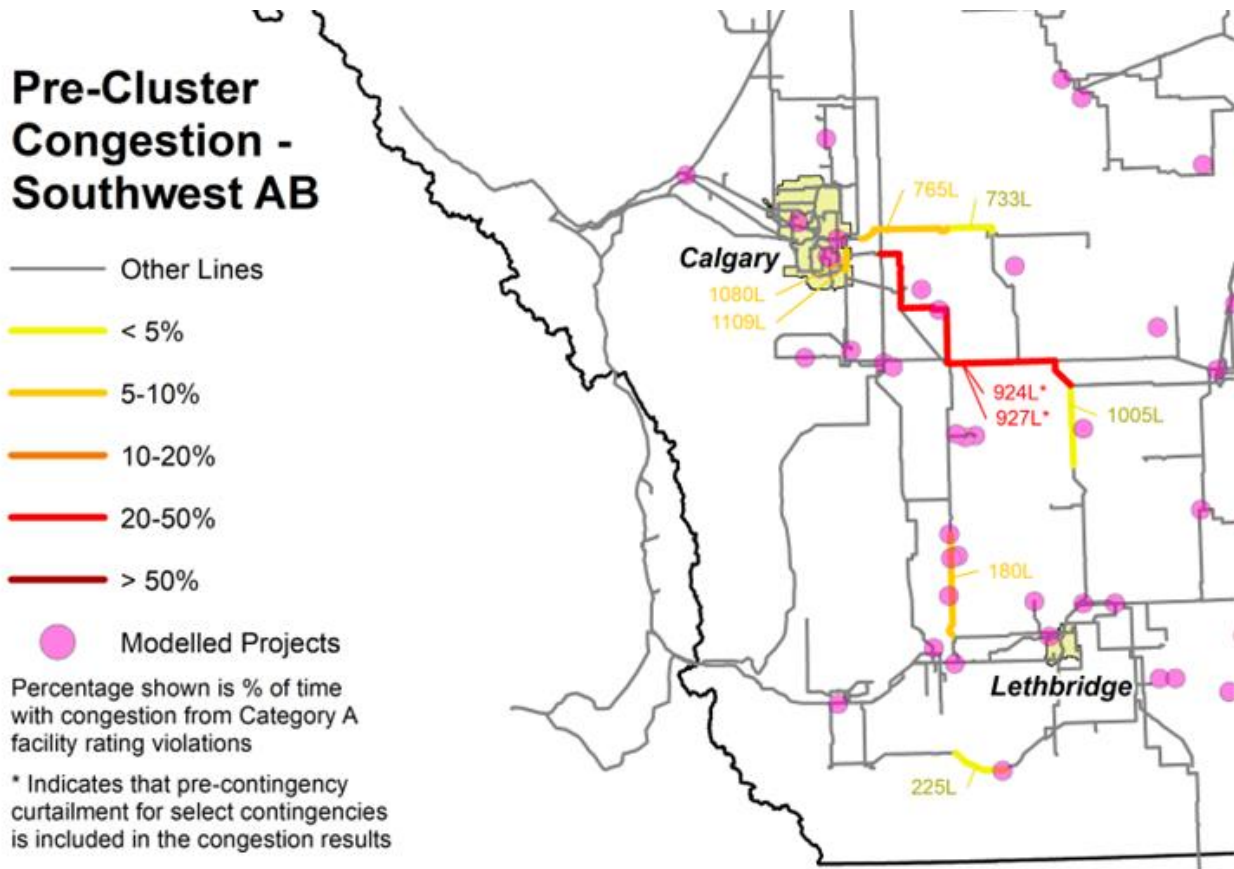 Pre-Cluster
Congestion -
Southwest AB
Other Lines
< 5%
5-10%
10-20%
20-50%
> 50%
Modelled Projects
Percentage shown is % of time
with congestion from Category A
facility rating violations
* Indicates that pre-contingency
curtailment for select contingencies
is included in the congestion results
765L
733L
Calgary
1080L
1109L
924L*
927L*
1005L
180L
Lethbridge
225L